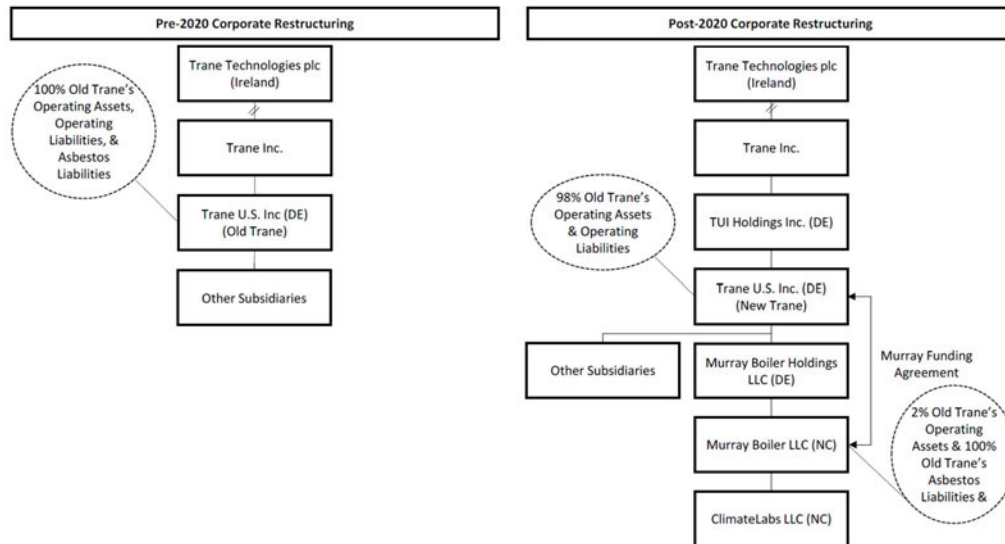 Pre-2020 Corporate Restructuring
Trane Technologies plc
(Ireland)
100% Old Trane's
Operating Assets,
Operating
Liabilities, &
Asbestos
Liabilities
Trane Inc.
Trane U.S. Inc (DE)
(Old Trane)
Other Subsidiaries
Post-2020 Corporate Restructuring
Trane Technologies plc
(Ireland)
Trane Inc.
98% Old Trane's
Operating Assets
& Operating
Liabilities
TUI Holdings Inc. (DE)
Trane U.S. Inc. (DE)
(New Trane)
Other Subsidiaries
Murray Boiler Holdings
LLC (DE)
Murray Funding
Agreement
Murray Boiler LLC (NC)
2% Old Trane's
Operating
Assets & 100%
Old Trane's
Asbestos
Liabilities &
ClimateLabs LLC (NC)